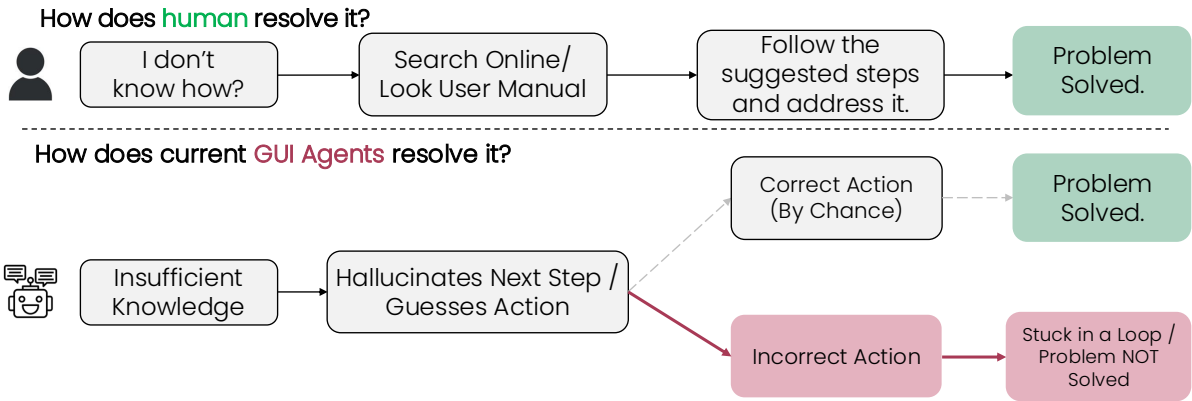 How does human resolve it?
I don't
know how?
Search Online/
Look User Manual
Follow the
suggested steps
and address it.
Problem
Solved.
How does current GUI Agents resolve it?
Insufficient
Knowledge
Hallucinates Next Step /
Guesses Action
Correct Action
(By Chance)
Problem
Solved.
Incorrect Action
Stuck in a Loop /
Problem NOT
Solved